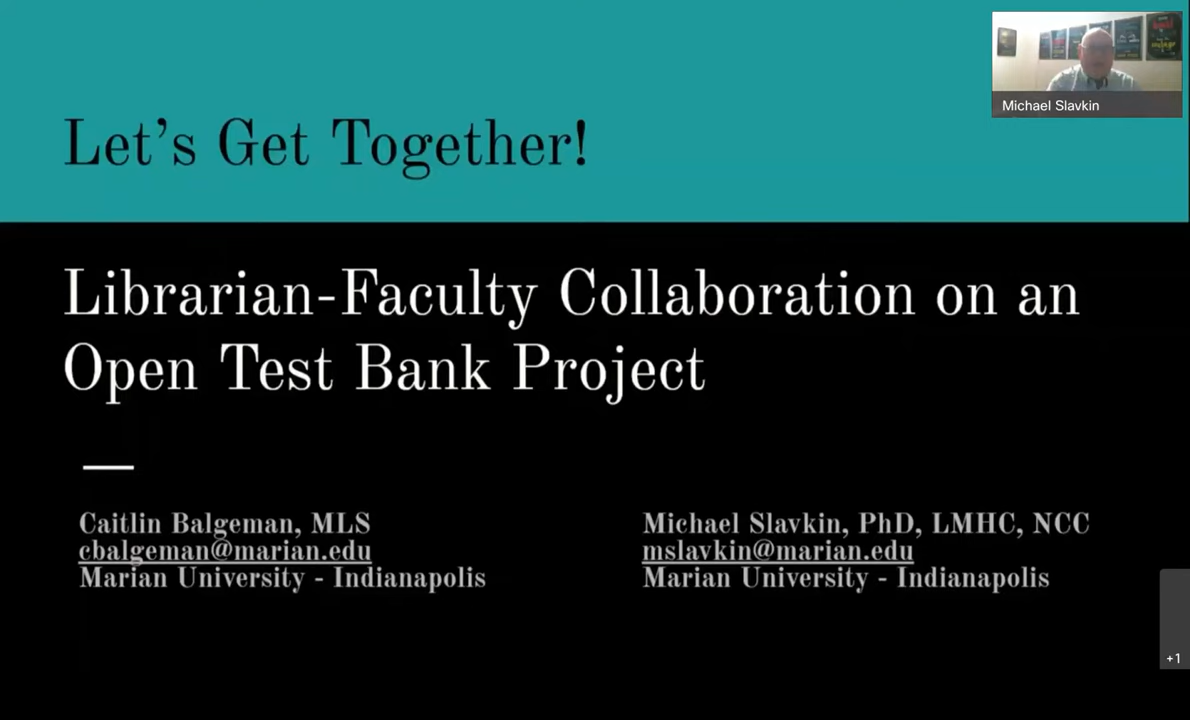 Michael Slavkin
Let's Get Together!
Librarian-Faculty Collaboration on an
Open Test Bank Project
Caitlin Balgeman, MLS
cbalgeman@marian.edu
Marian University - Indianapolis
Michael Slavkin, PhD, LMHC, NCC
mslavkin@marian.edu
Marian University - Indianapolis
+1